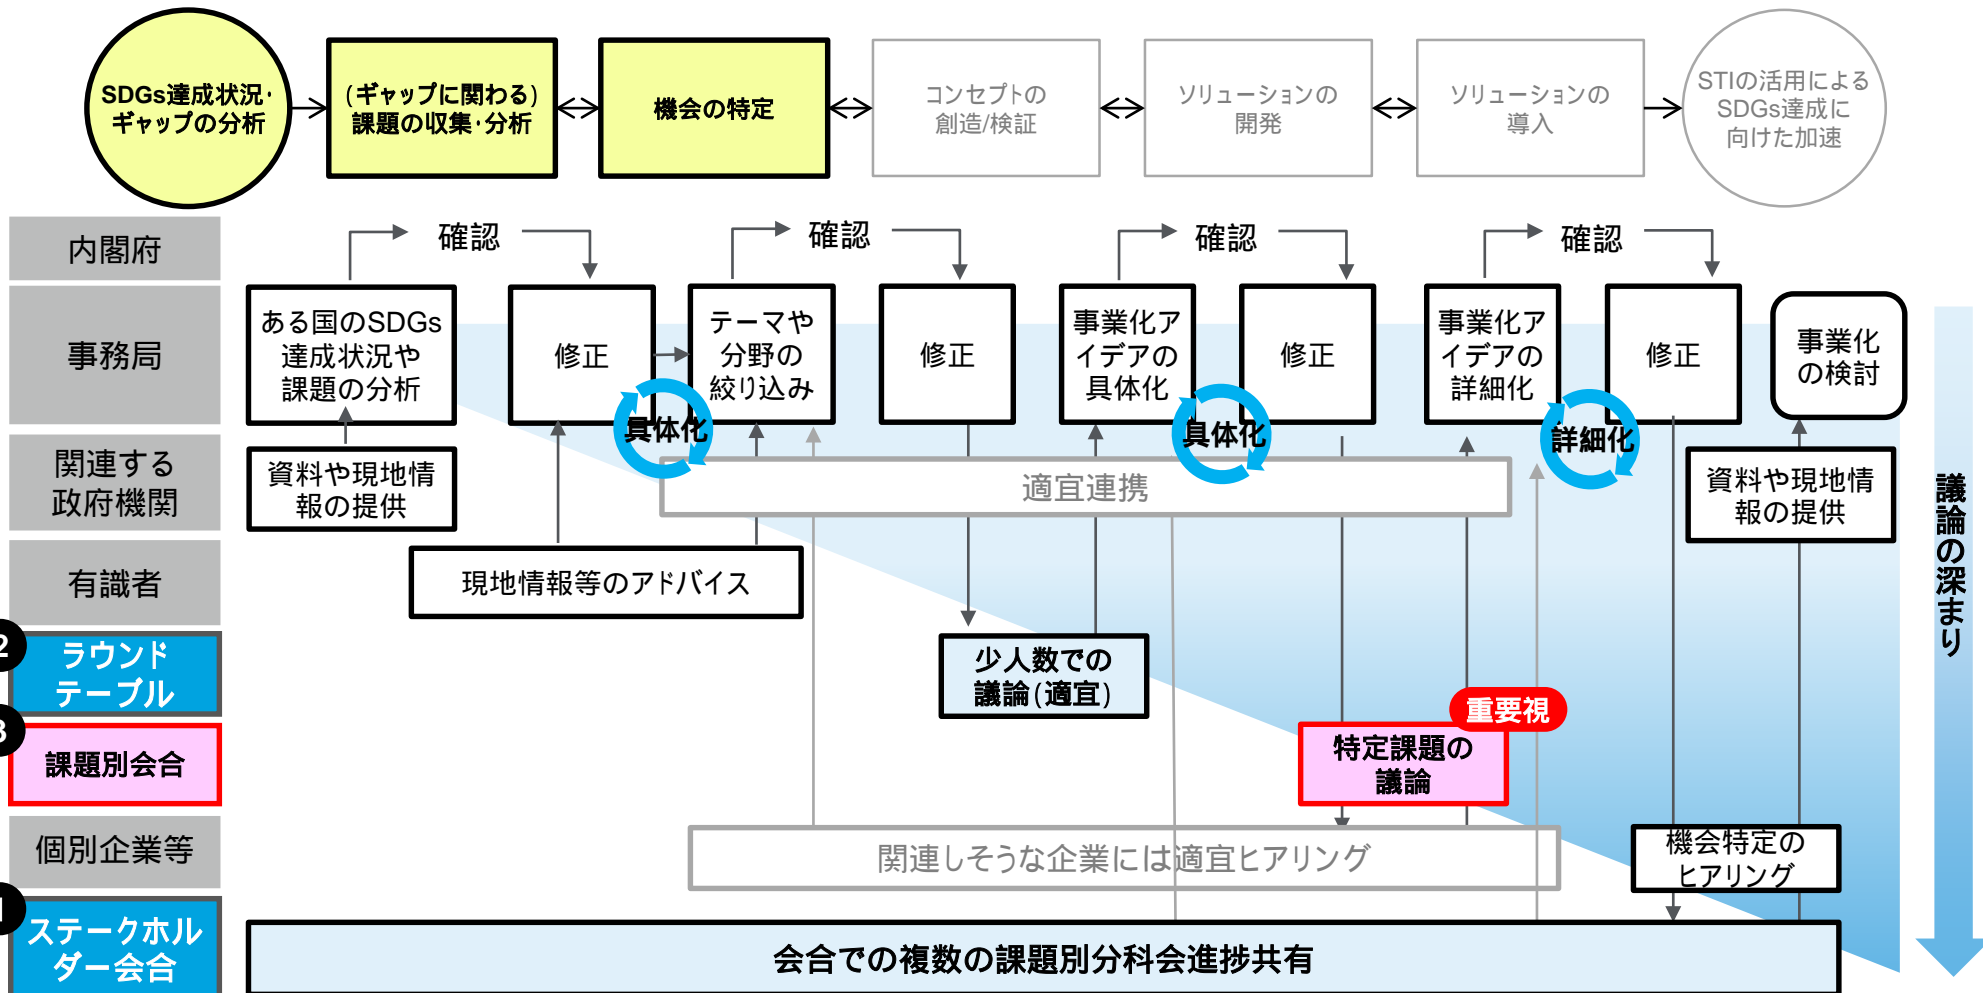 SDGs達成状況・
ギャップの分析
(ギャップに関わる)
課題の収集・分析
機会の特定
コンセプトの
創造/検証
ソリューションの
開発
ソリューションの
導入
STIの活用による
SDGs達成に
向けた加速
内閣府
確認
確認
確認
確認
事務局
ある国のSDGs
達成状況や
課題の分析
修正
テーマや
分野の
絞り込み
修正
事業化ア
イデアの
具体化
修正
事業化ア
イデアの
詳細化
修正
事業化
の検討
具体化
具体化
詳細化
関連する
政府機関
資料や現地情
報の提供
適宜連携
資料や現地情
報の提供
議論の深まり
有識者
現地情報等のアドバイス
2
ラウンド
テーブル
少人数での
議論(適宜)
重要視
3
課題別会合
特定課題の
議論
個別企業等
関連しそうな企業には適宜ヒアリング
機会特定の
ヒアリング
1
ステークホル
ダー会合
会合での複数の課題別分科会進捗共有